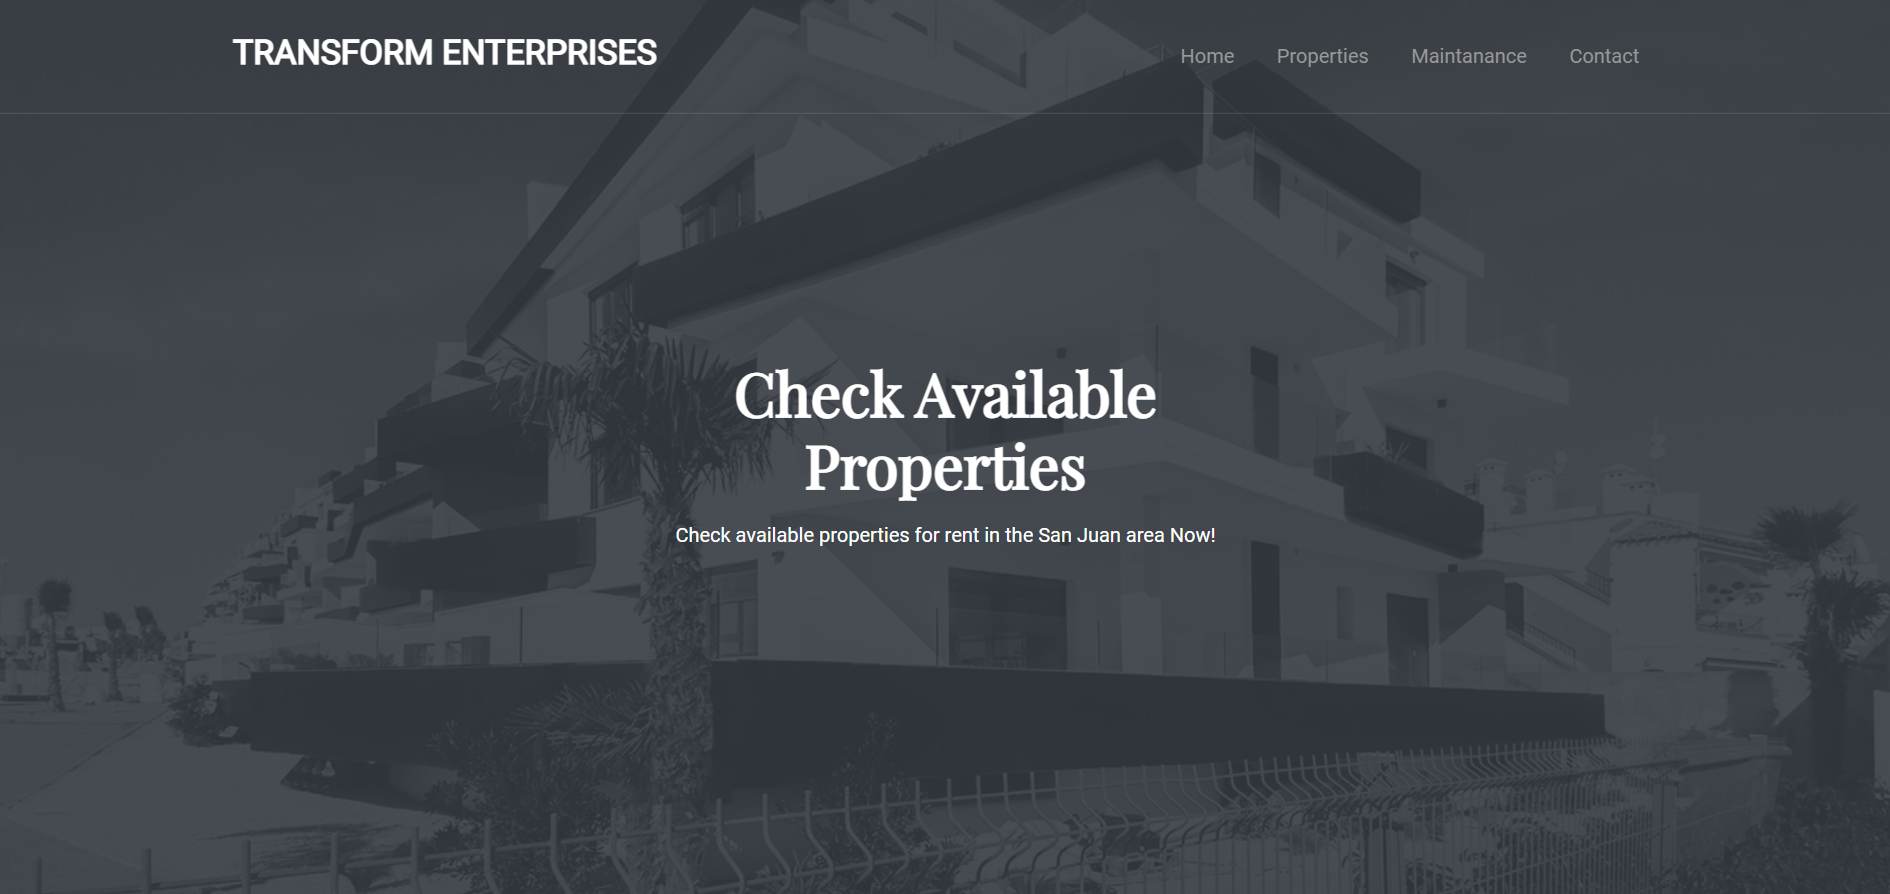 TRANSFORM ENTERPRISES
Home Properties Maintanance Contact
Check Available
Properties
Check available properties for rent in the San Juan area Now!